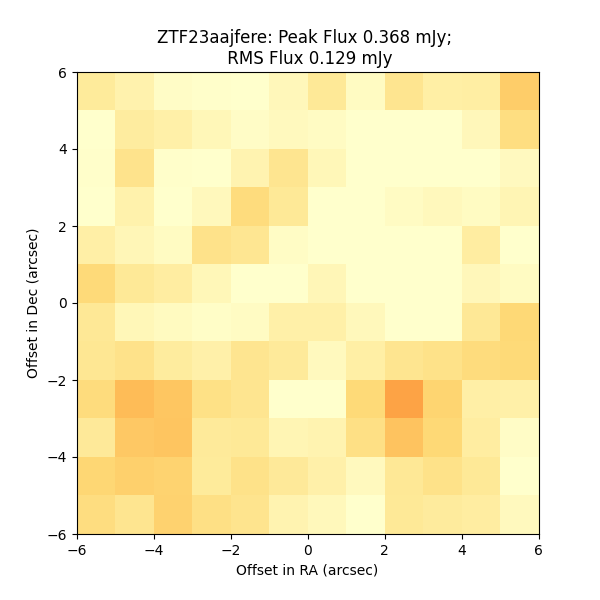 ZTF23aajfere: Peak Flux 0.368 mJy;
RMS Flux 0.129 mJy
6
4
2
0
−2
−4
−6
Offset in Dec (arcsec)
−6 −4 −2 0 2 4 6
Offset in RA (arcsec)